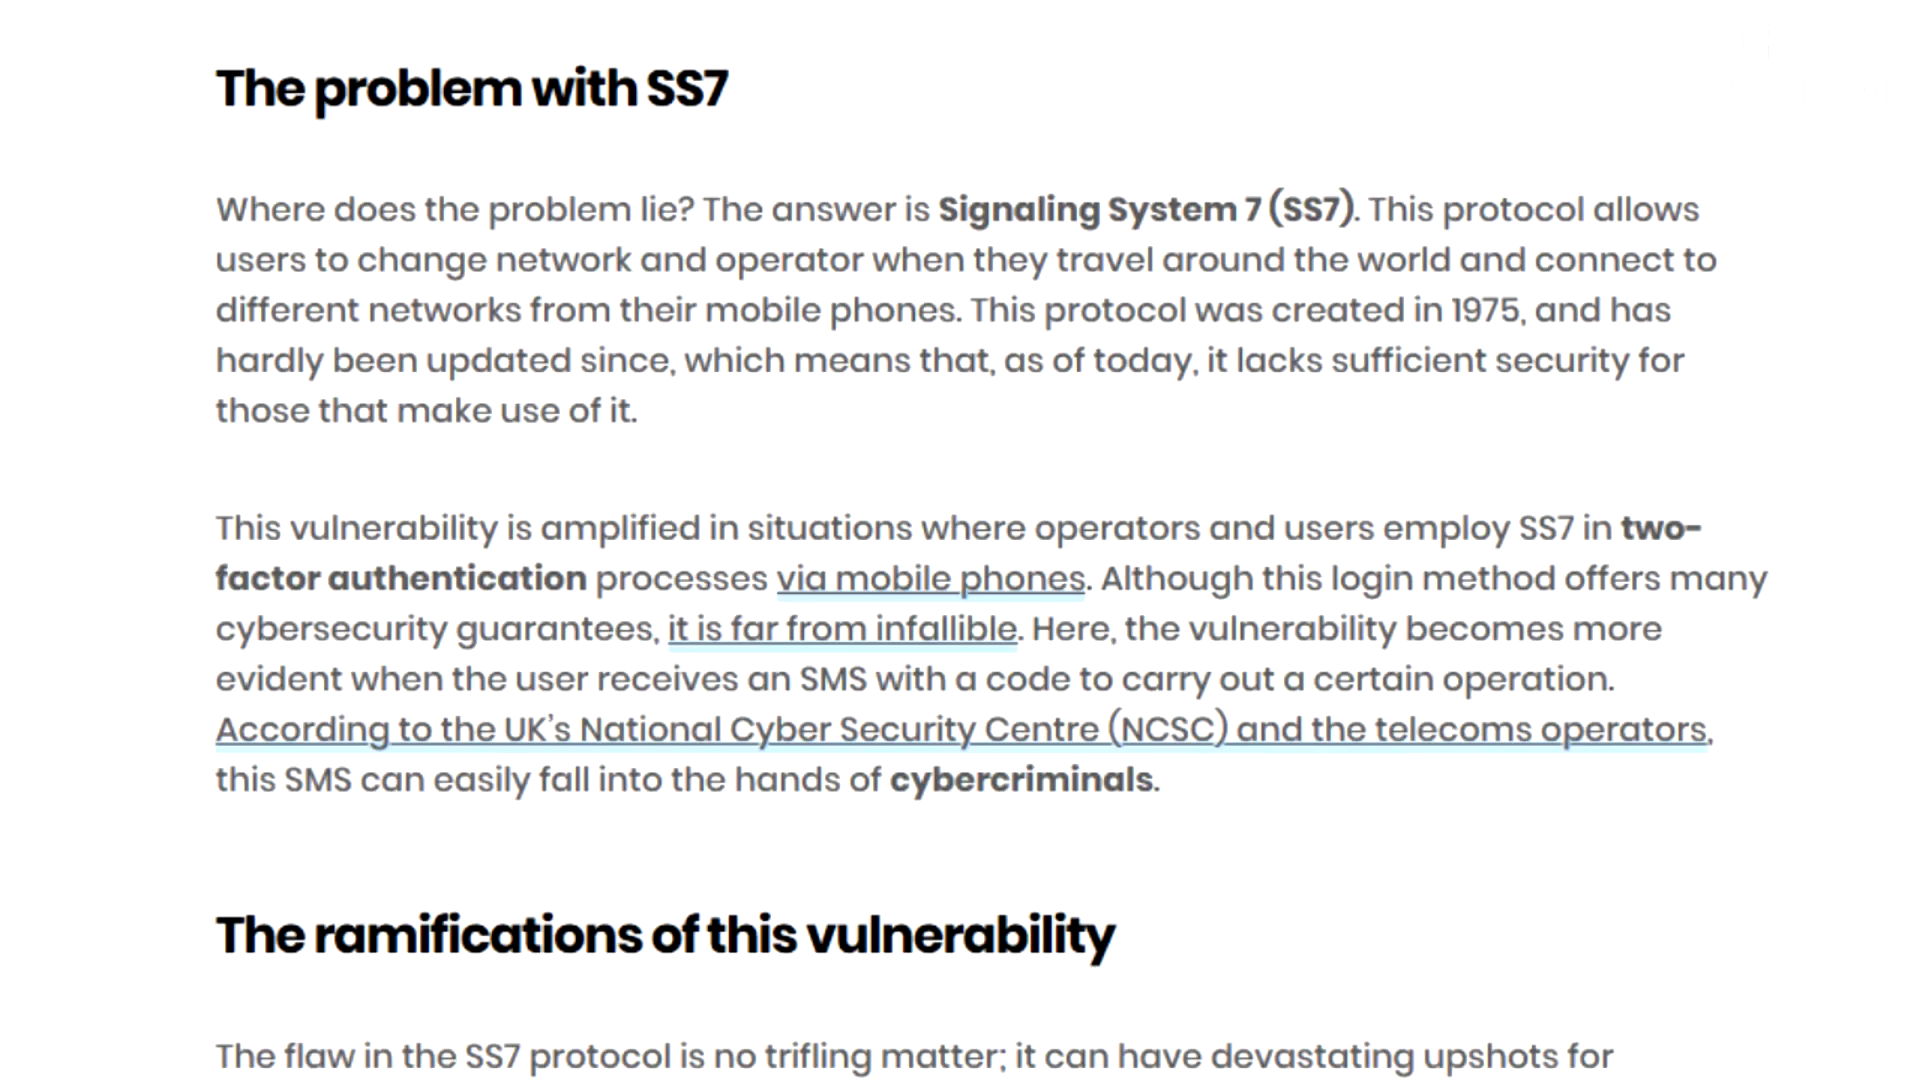 The problem with SS7
Where does the problem lie? The answer is Signaling System 7 (SS7). This protocol allows
users to change network and operator when they travel around the world and connect to
different networks from their mobile phones. This protocol was created in 1975, and has
hardly been updated since, which means that, as of today, it lacks sufficient security for
those that make use of it.
This vulnerability is amplified in situations where operators and users employ SS7 in two-
factor authentication processes via mobile phones. Although this login method offers many
cybersecurity guarantees, it is far from infallible. Here, the vulnerability becomes more
evident when the user receives an SMS with a code to carry out a certain operation.
According to the UK’s National Cyber Security Centre (NCSC) and the telecoms operators,
this SMS can easily fall into the hands of cybercriminals.
The ramifications of this vulnerability
The flaw in the SS7 protocol is no trifling matter; it can have devastating upshots for